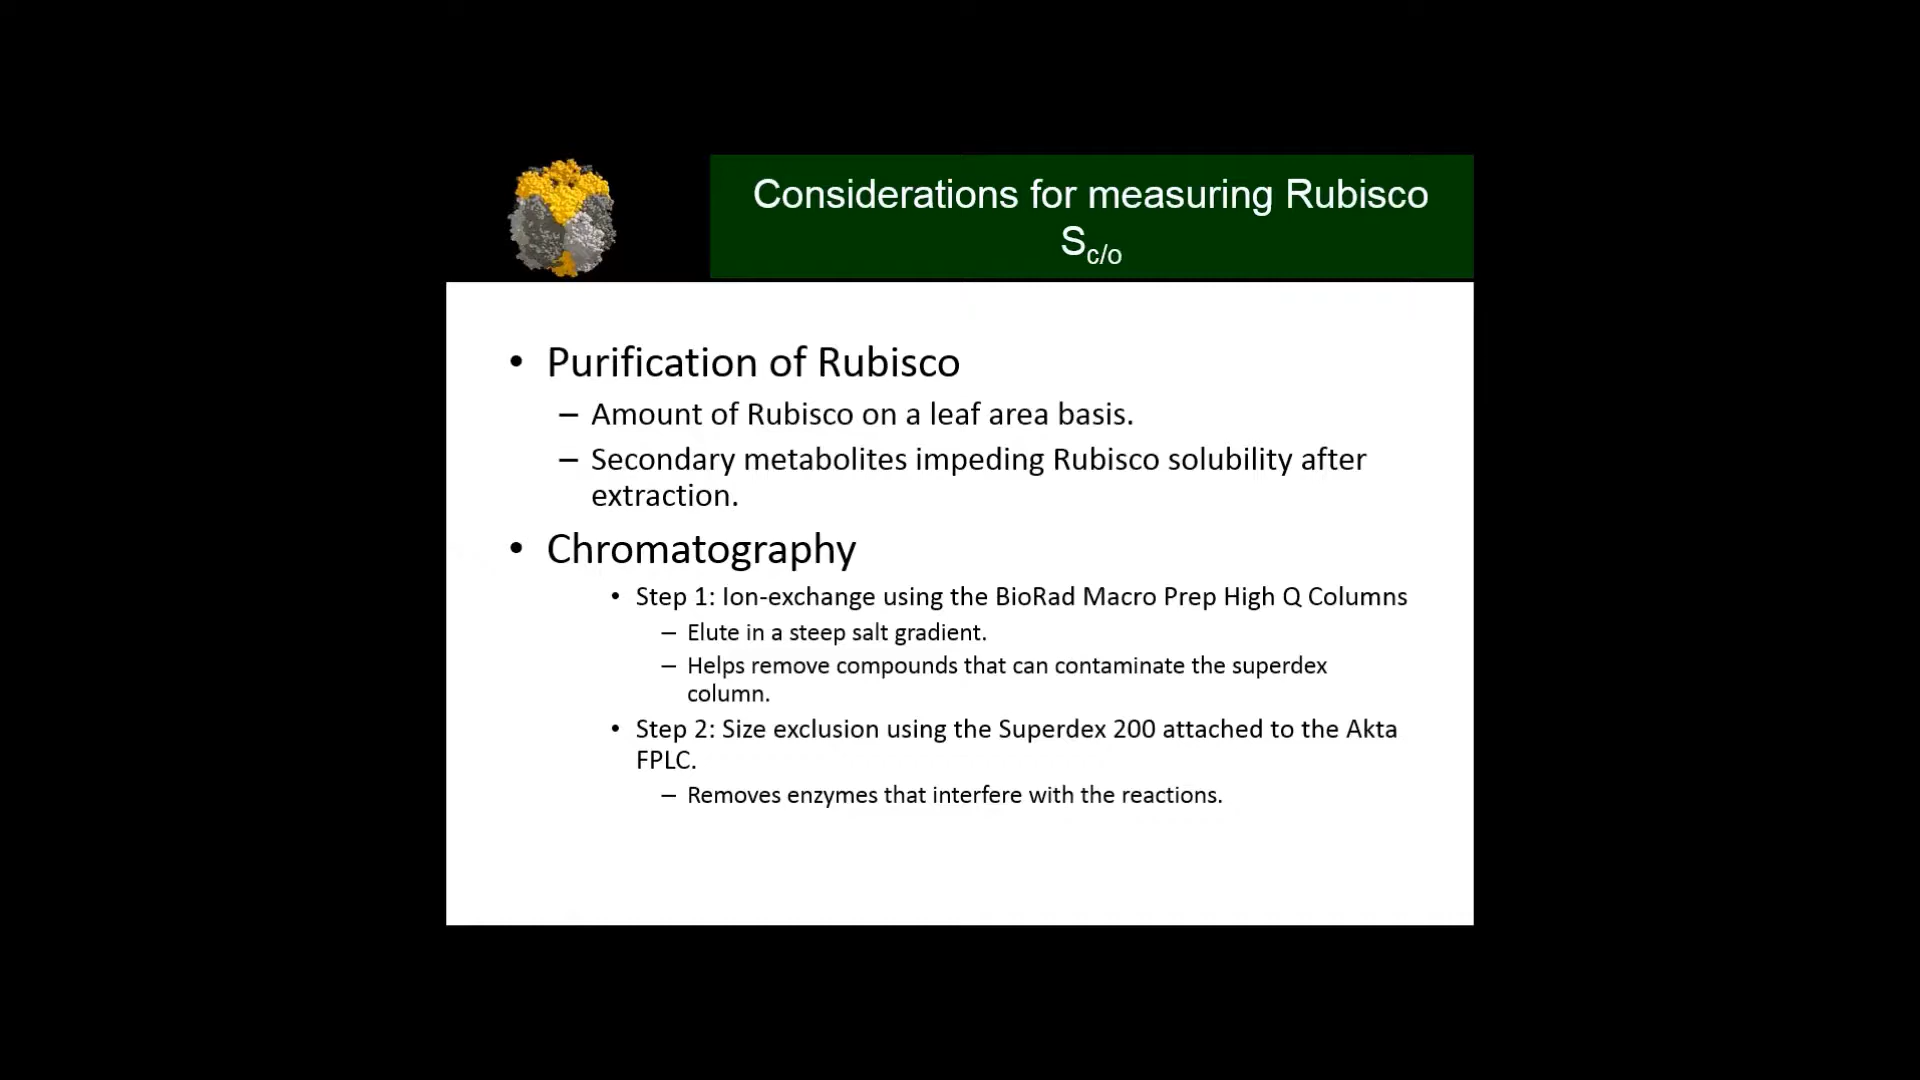 Considerations for measuring Rubisco
Sc/o
• Purification of Rubisco
– Amount of Rubisco on a leaf area basis.
– Secondary metabolites impeding Rubisco solubility after
extraction.
• Chromatography
• Step 1: Ion-exchange using the BioRad Macro Prep High Q Columns
– Elute in a steep salt gradient.
– Helps remove compounds that can contaminate the superdex
column.
• Step 2: Size exclusion using the Superdex 200 attached to the Akta
FPLC.
– Removes enzymes that interfere with the reactions.